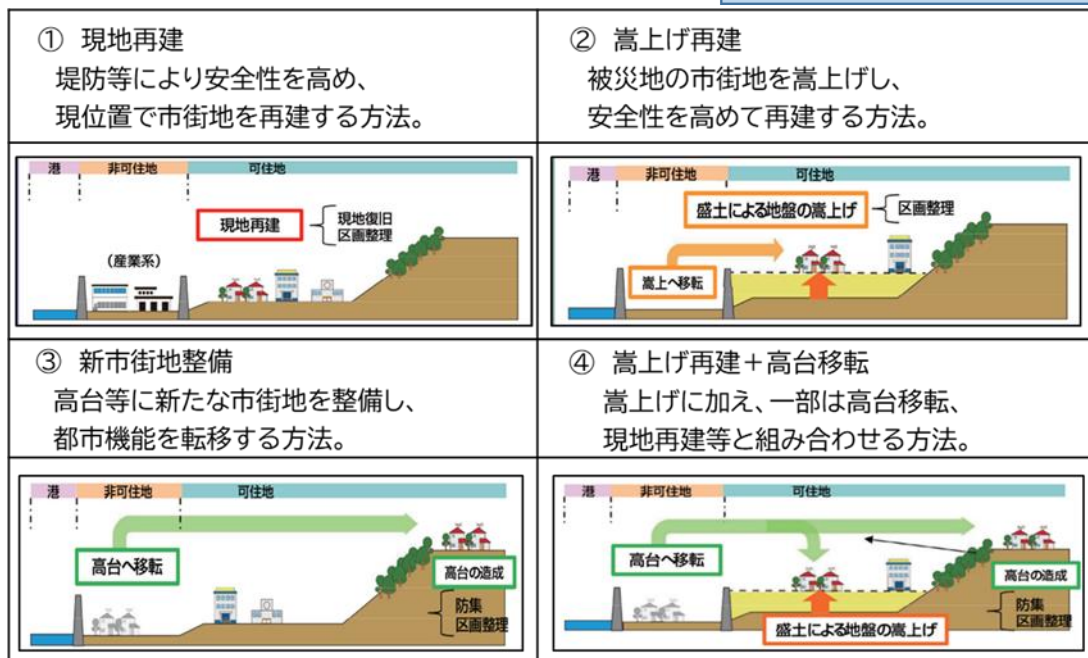 ① 現地再建
堤防等により安全性を高め、
現位置で市街地を再建する方法。
港 非可住地 可住地
現地再建
現地復旧
区画整理
(産業系)
② 嵩上げ再建
被災地の市街地を嵩上げし、
安全性を高めて再建する方法。
港 非可住地 可住地
盛土による地盤の嵩上げ
区画整理
嵩上へ移転
③ 新市街地整備
高台等に新たな市街地を整備し、
都市機能を転移する方法。
港 非可住地 可住地
高台へ移転
高台の造成
防集
区画整理
④ 嵩上げ再建+高台移転
嵩上げに加え、一部は高台移転、
現地再建等と組み合わせる方法。
港 非可住地 可住地
高台へ移転
高台の造成
防集
区画整理
盛土による地盤の嵩上げ